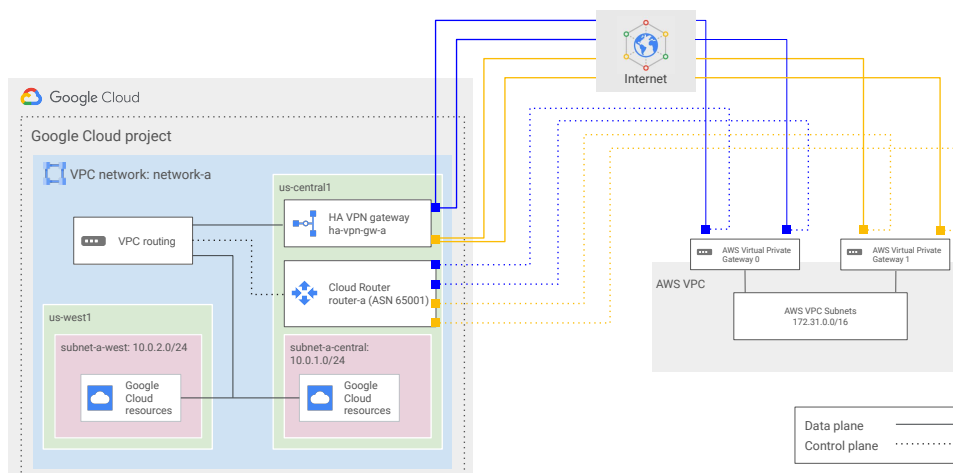 Internet
Google Cloud
Google Cloud project
VPC network: network-a
us-central1
HA VPN gateway
ha-vpn-gw-a
VPC routing
Cloud Router
router-a (ASN 65001)
us-west1
subnet-a-west: 10.0.2.0/24
Google
Cloud
resources
subnet-a-central:
10.0.1.0/24
Google
Cloud
resources
AWS Virtual Private
Gateway 0
AWS Virtual Private
Gateway 1
AWS VPC
AWS VPC Subnets
172.31.0.0/16
Data plane
Control plane